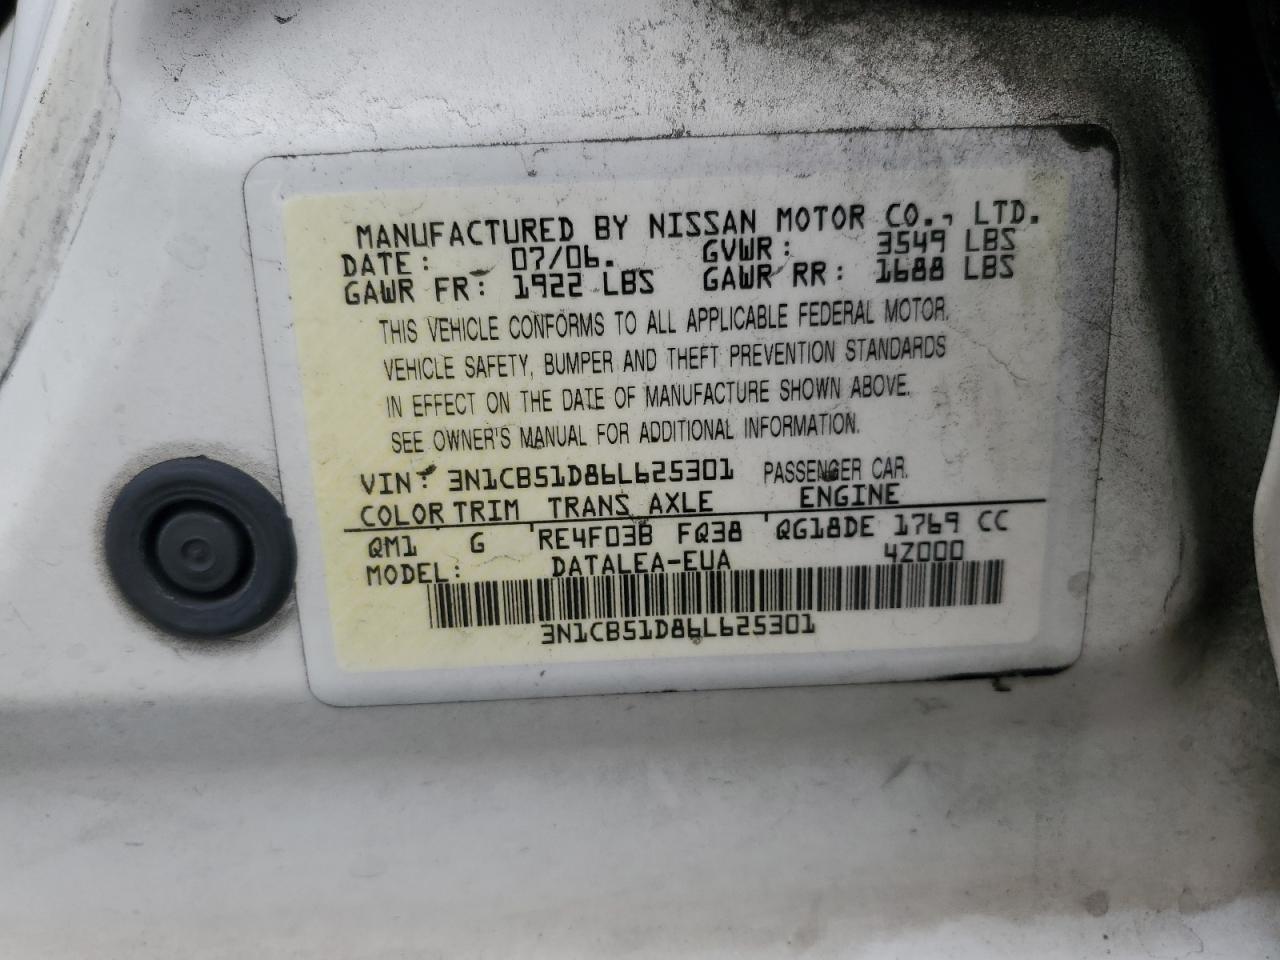 MANUFACTURED BY NISSAN MOTOR CO., LTD.
DATE: 07/06. GVWR: 3549 LBS
GAWR FR: 1922 LBS GAWR RR: 1688 LBS
THIS VEHICLE CONFORMS TO ALL APPLICABLE FEDERAL MOTOR.
VEHICLE SAFETY, BUMPER AND THEFT PREVENTION STANDARDS
IN EFFECT ON THE DATE OF MANUFACTURE SHOWN ABOVE.
SEE OWNER'S MANUAL FOR ADDITIONAL INFORMATION.
VIN: 3N1CB51D86L625301 PASSENGER CAR.
COLOR TRIM TRANS AXLE ENGINE
QM1 G RE4F03B FQ38 QG18DE 1769 CC
MODEL: DATALEA-EUA 4Z000
3N1CB51D86L625301